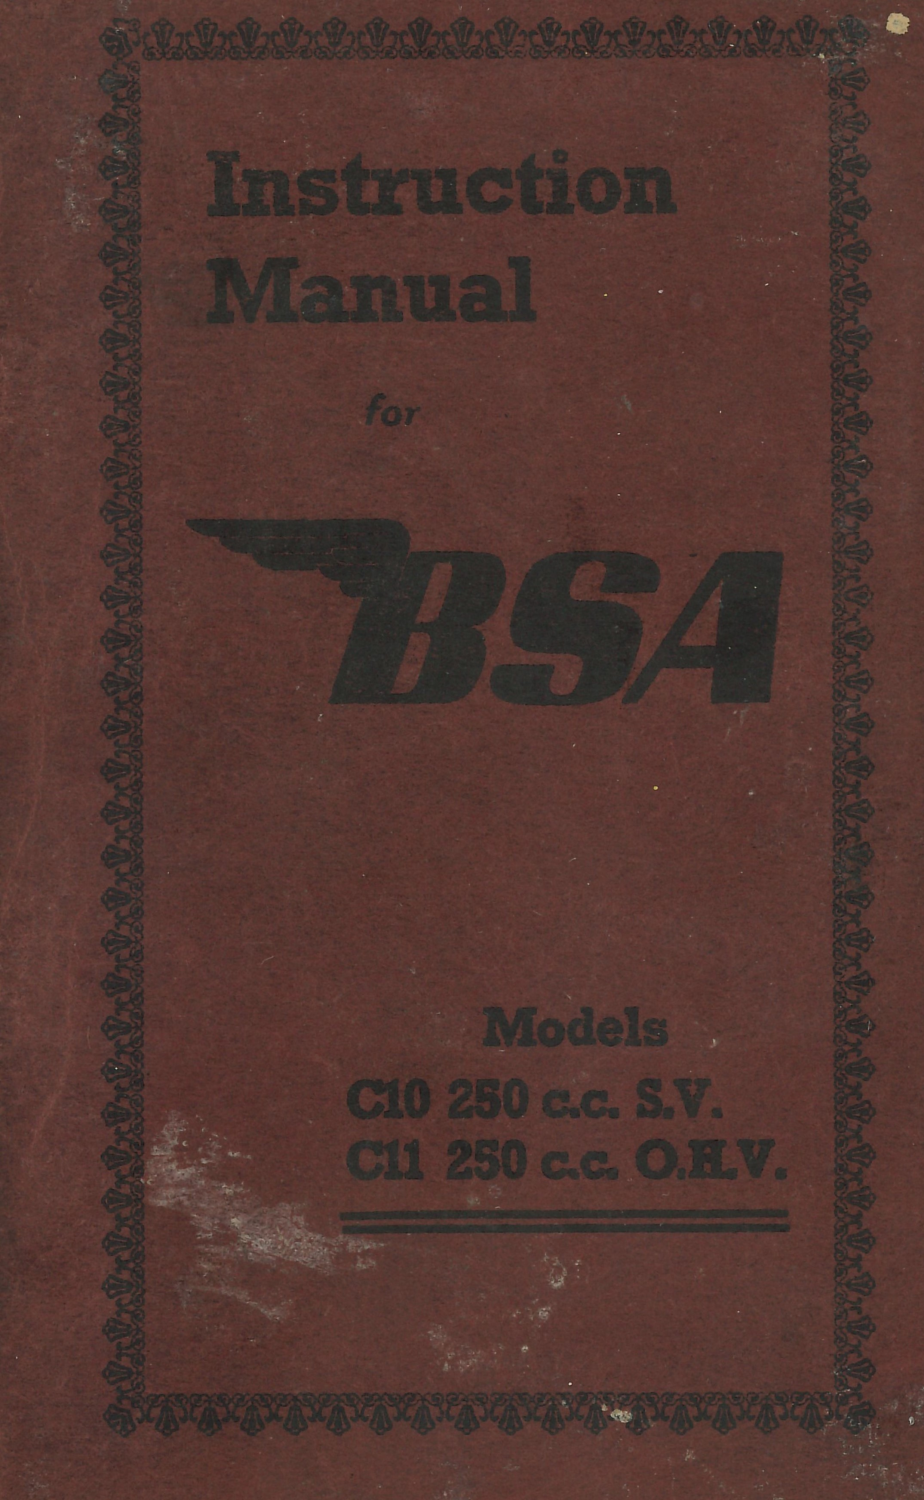 Instruction
Manual
for
BSA
Models
C10 250 c.c. S.V.
C11 250 c.c. O.H.V.